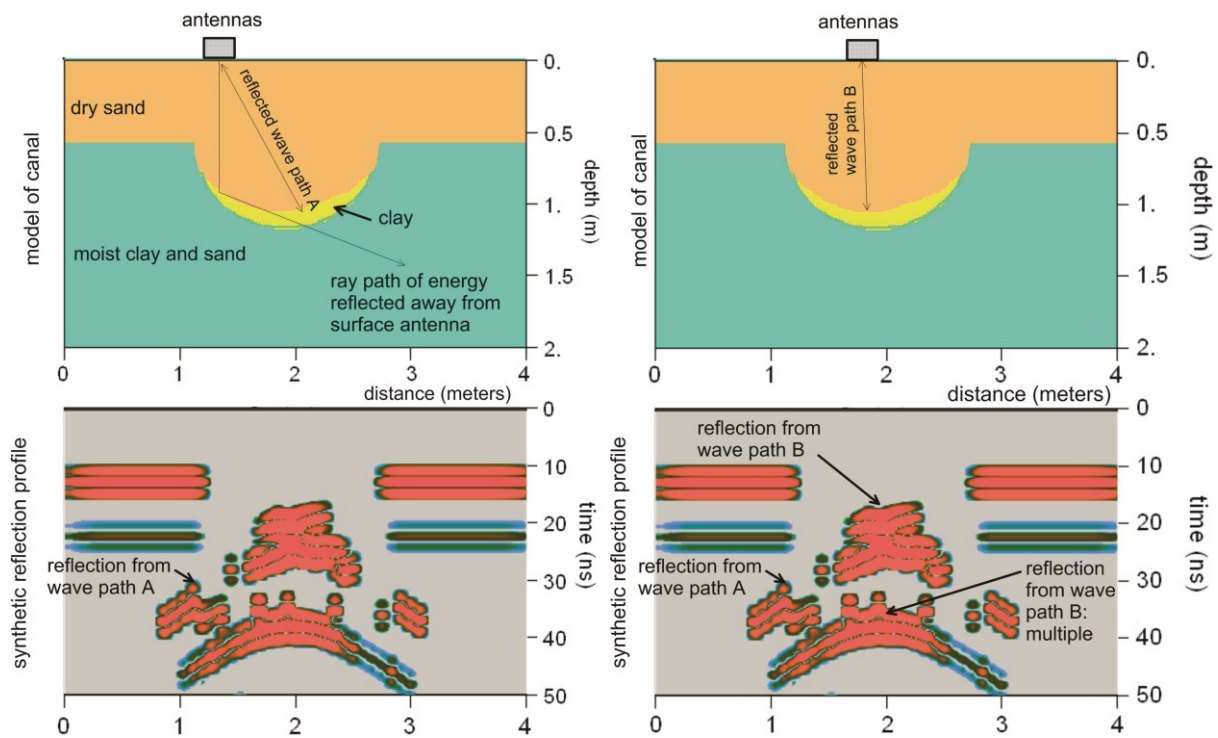 antennas
reflected wave path A
dry sand
model of canal
clay
moist clay and sand
ray path of energy
reflected away from
surface antenna
0.
0.5
1.
1.5
2.
depth (m)
0 1 2 3 4
distance (meters)
antennas
reflected
wave path B
model of canal
0.
0.5
1.
1.5
2.
depth (m)
0 1 2 3 4
distance (meters)
synthetic reflection profile
reflection from
wave path A
0
10
20
30
40
50
time (ns)
0 1 2 3 4
synthetic reflection profile
reflection from
wave path B
reflection from
wave path A
reflection
from wave
path B:
multiple
0
10
20
30
40
50
time (ns)
0 1 2 3 4